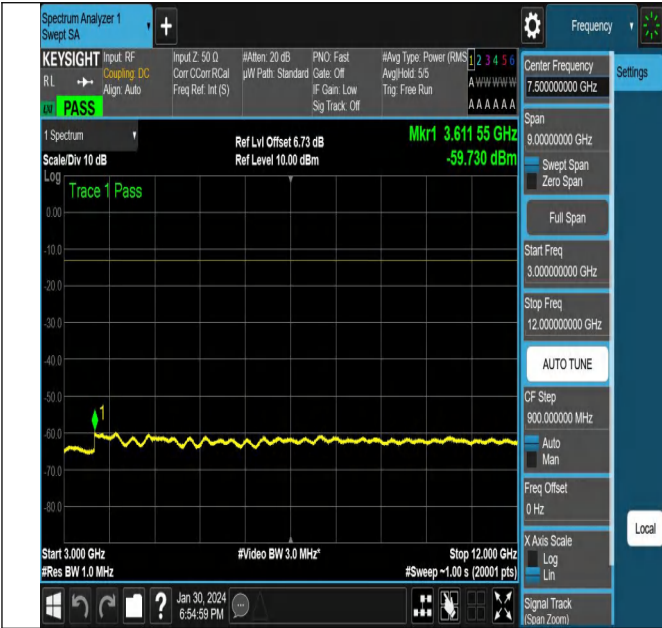 Spectrum Analyzer 1
Swept SA
Frequency
KEYSIGHT
RL
PASS
Input: RF
Coupling: DC
Align: Auto
Input Z: 50 Ω
Corr CCorr RCal
Freq Ref: Int (S)
#Atten: 20 dB
µW Path: Standard
PNO: Fast
Gate: Off
IF Gain: Low
Sig Track: Off
#Avg Type: Power (RMS
Avg|Hold: 5/5
Trig: Free Run
1 2 3 4 5 6
A W W W W W
A A A A A A
1 Spectrum
Scale/Div 10 dB
Ref Lvl Offset 6.73 dB
Ref Level 10.00 dBm
Mkr1 3.611 55 GHz
-59.730 dBm
Log
Trace 1 Pass
0.00
-10.0
-20.0
-30.0
-40.0
-50.0
-60.0
-70.0
-80.0
1
Start 3.000 GHz
#Res BW 1.0 MHz
#Video BW 3.0 MHz*
Stop 12.000 GHz
#Sweep ~1.00 s (20001 pts)
Jan 30, 2024
6:54:59 PM
Center Frequency
7.500000000 GHz
Settings
Span
9.00000000 GHz
Swept Span
Zero Span
Full Span
Start Freq
3.000000000 GHz
Stop Freq
12.000000000 GHz
AUTO TUNE
CF Step
900.000000 MHz
Auto
Man
Freq Offset
0 Hz
X Axis Scale
Log
Lin
Local
Signal Track
(Span Zoom)